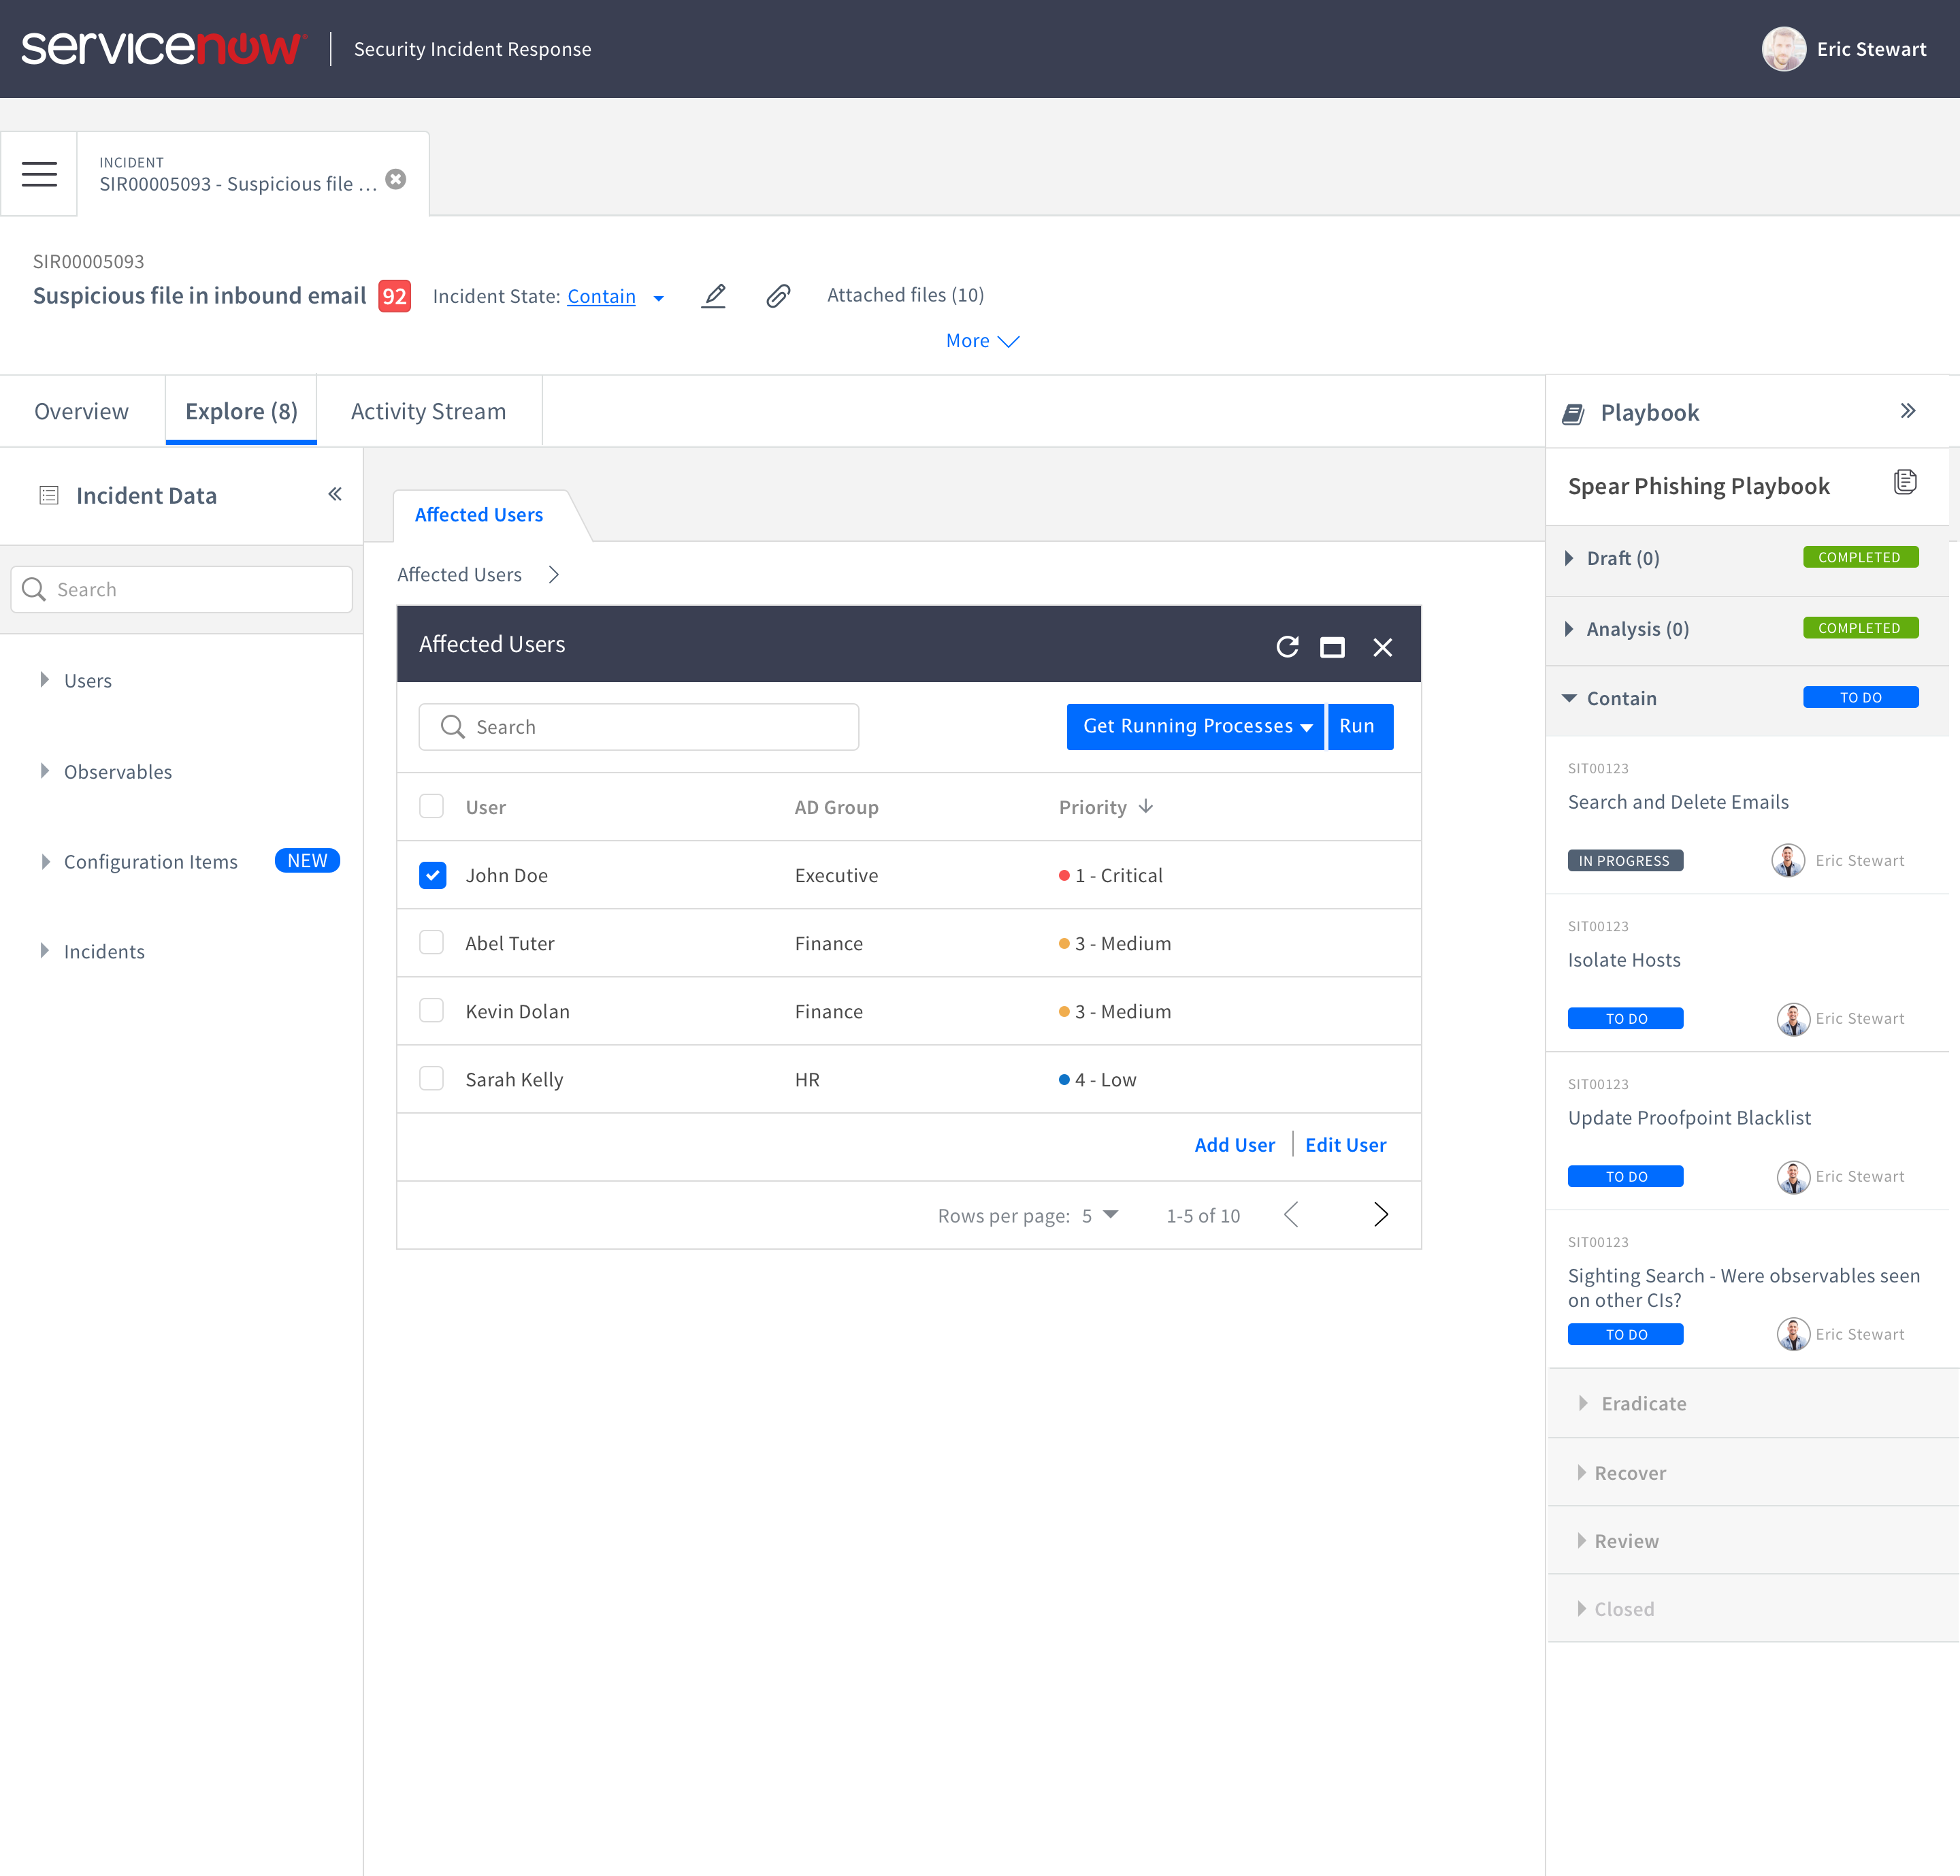 servicenow
Security Incident Response
Eric Stewart
INCIDENT
SIR00005093 - Suspicious file ...
SIR00005093
Suspicious file in inbound email 92 Incident State: Contain Attached files (10)
More
Overview
Explore (8)
Activity Stream
Incident Data
Search
Users
Observables
Configuration Items NEW
Incidents
Affected Users
Affected Users
Affected Users
Search
Get Running Processes Run
User AD Group Priority
John Doe Executive 1 - Critical
Abel Tuter Finance 3 - Medium
Kevin Dolan Finance 3 - Medium
Sarah Kelly HR 4 - Low
Add User Edit User
Rows per page: 5 1-5 of 10
Playbook
Spear Phishing Playbook
Draft (0) COMPLETED
Analysis (0) COMPLETED
Contain TO DO
SIT00123
Search and Delete Emails
IN PROGRESS Eric Stewart
SIT00123
Isolate Hosts
TO DO Eric Stewart
SIT00123
Update Proofpoint Blacklist
TO DO Eric Stewart
SIT00123
Sighting Search - Were observables seen
on other CIs?
TO DO Eric Stewart
Eradicate
Recover
Review
Closed